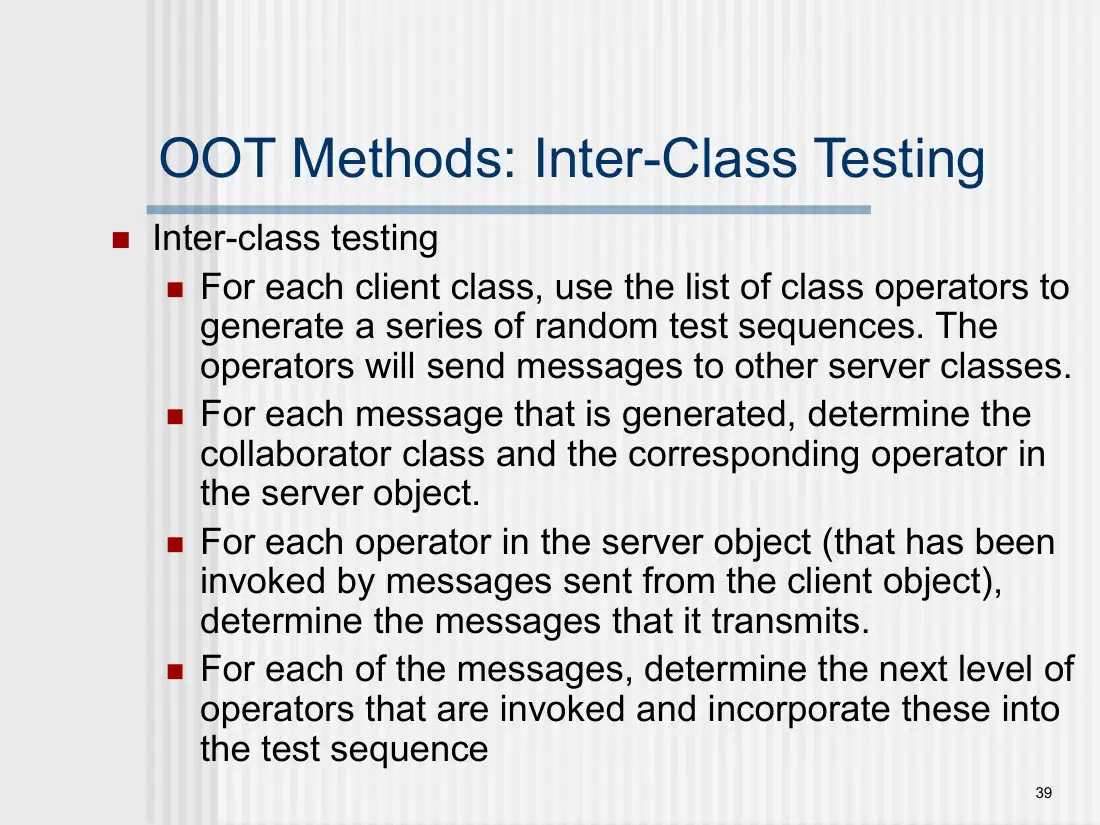 OOT Methods: Inter-Class Testing
Inter-class testing
For each client class, use the list of class operators to
generate a series of random test sequences. The
operators will send messages to other server classes.
For each message that is generated, determine the
collaborator class and the corresponding operator in
the server object.
For each operator in the server object (that has been
invoked by messages sent from the client object),
determine the messages that it transmits.
For each of the messages, determine the next level of
operators that are invoked and incorporate these into
the test sequence
39